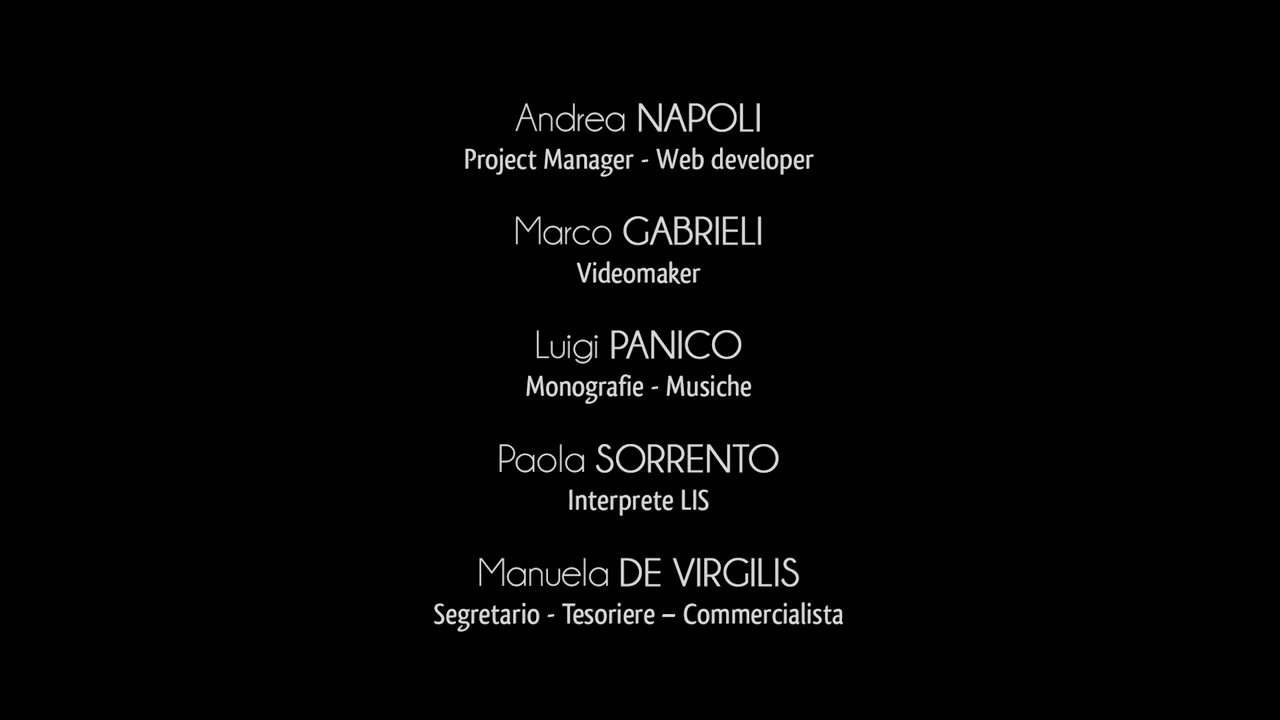 Andrea NAPOLI
Project Manager - Web developer
Marco GABRIELI
Videomaker
Luigi PANICO
Monografie - Musiche
Paola SORRENTO
Interprete LIS
Manuela DE VIRGILIS
Segretario - Tesoriere – Commercialista